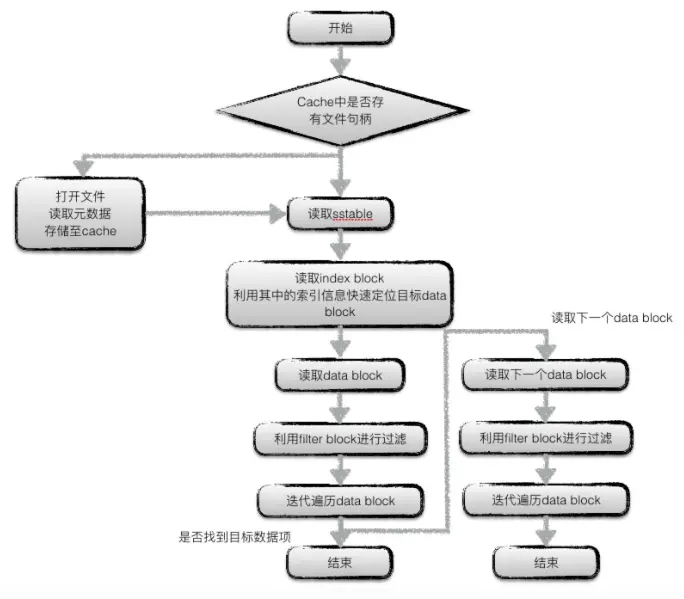 开始
Cache中是否存
有文件句柄
打开文件
读取元数据
存储至cache
读取sstable
读取index block
利用其中的索引信息快速定位目标data
block
读取data block
利用filter block进行过滤
迭代遍历data block
是否找到目标数据项
结束
读取下一个data block
读取下一个data block
利用filter block进行过滤
迭代遍历data block
结束